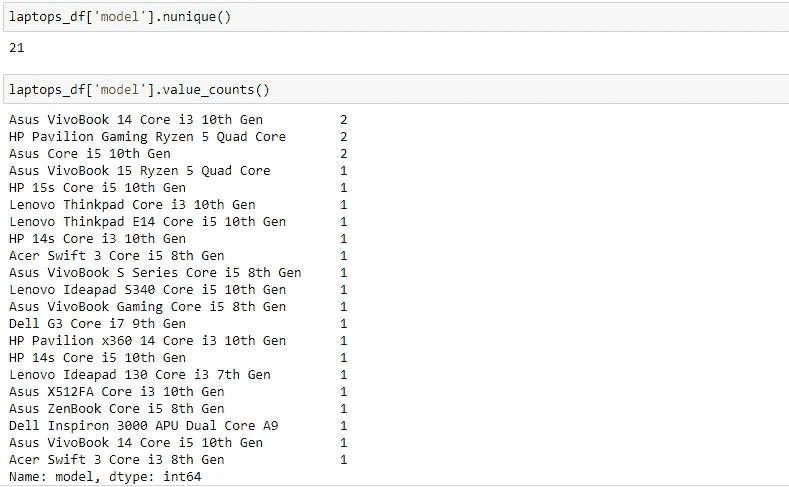 laptops_df['model'].nunique()
21
laptops_df['model'].value_counts()
Asus VivoBook 14 Core i3 10th Gen 2
HP Pavilion Gaming Ryzen 5 Quad Core 2
Asus Core i5 10th Gen 2
Asus VivoBook 15 Ryzen 5 Quad Core 1
HP 15s Core i5 10th Gen 1
Lenovo Thinkpad Core i3 10th Gen 1
Lenovo Thinkpad E14 Core i5 10th Gen 1
HP 14s Core i3 10th Gen 1
Acer Swift 3 Core i5 8th Gen 1
Asus VivoBook S Series Core i5 8th Gen 1
Lenovo Ideapad S340 Core i5 10th Gen 1
Asus VivoBook Gaming Core i5 8th Gen 1
Dell G3 Core i7 9th Gen 1
HP Pavilion x360 14 Core i3 10th Gen 1
HP 14s Core i5 10th Gen 1
Lenovo Ideapad 130 Core i3 7th Gen 1
Asus X512FA Core i3 10th Gen 1
Asus ZenBook Core i5 8th Gen 1
Dell Inspiron 3000 APU Dual Core A9 1
Asus VivoBook 14 Core i5 10th Gen 1
Acer Swift 3 Core i3 8th Gen 1
Name: model, dtype: int64